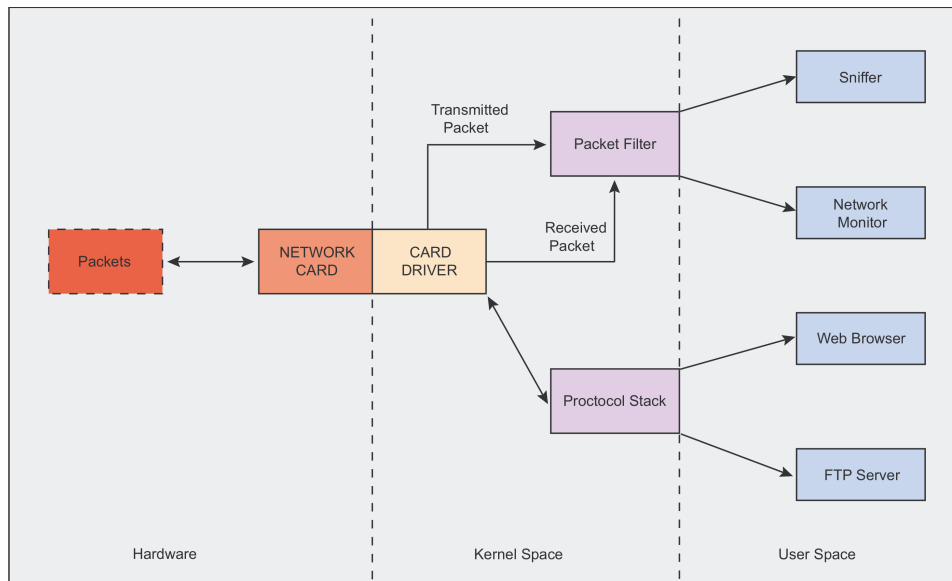 Sniffer
Transmitted
Packet
Packet Filter
Network
Monitor
Received
Packet
Packets
NETWORK
CARD
CARD
DRIVER
Web Browser
Proctocol Stack
FTP Server
Hardware
Kernel Space
User Space